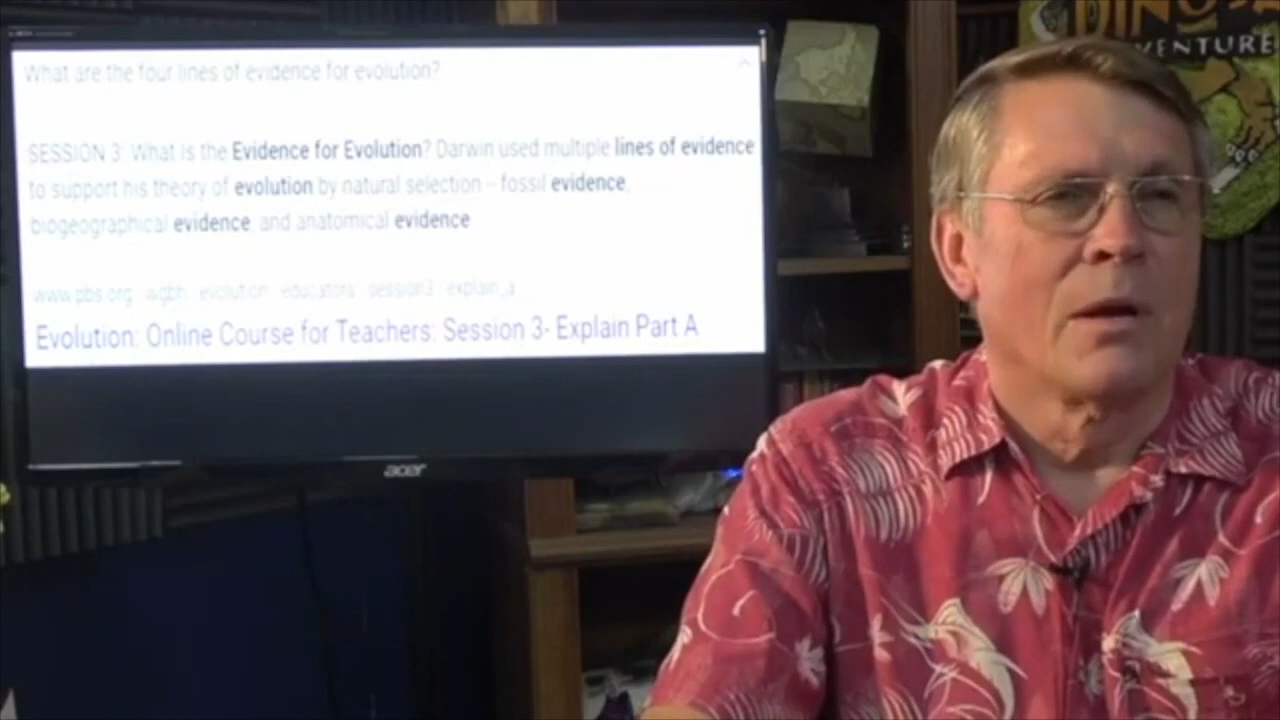 What are the four lines of evidence for evolution?
SESSION 3: What Is the Evidence for Evolution? Darwin used multiple lines of evidence
to support his theory of evolution by natural selection -- fossil evidence,
biogeographical evidence, and anatomical evidence
www.pbs.org wgbh evolution educators session3 explain_a
Evolution: Online Course for Teachers: Session 3- Explain Part A
acer
DINOSA
VENTURE